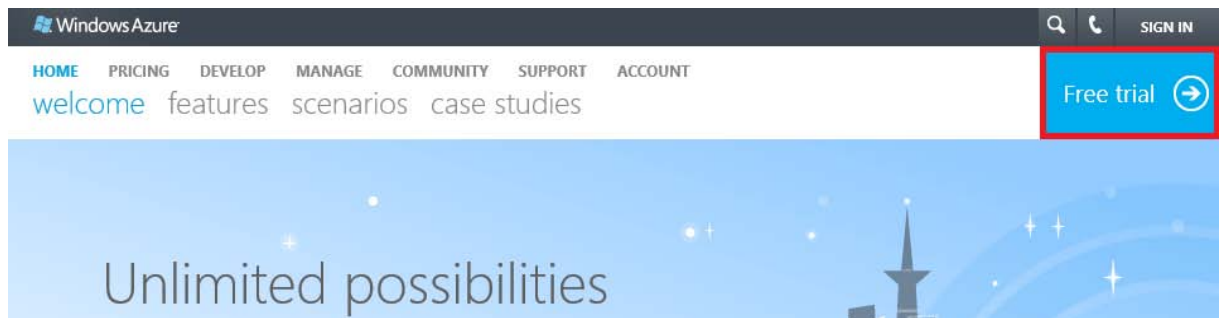 Windows Azure
SIGN IN
HOME PRICING DEVELOP MANAGE COMMUNITY SUPPORT ACCOUNT
welcome features scenarios case studies
Free trial
Unlimited possibilities